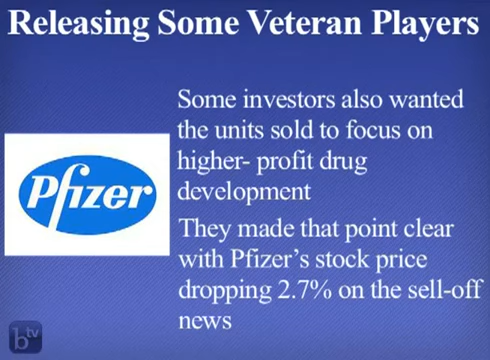 Releasing Some Veteran Players
Some investors also wanted
the units sold to focus on
higher- profit drug
development
Pfizer
They made that point clear
with Pfizer's stock price
dropping 2.7% on the sell-off
news
btv